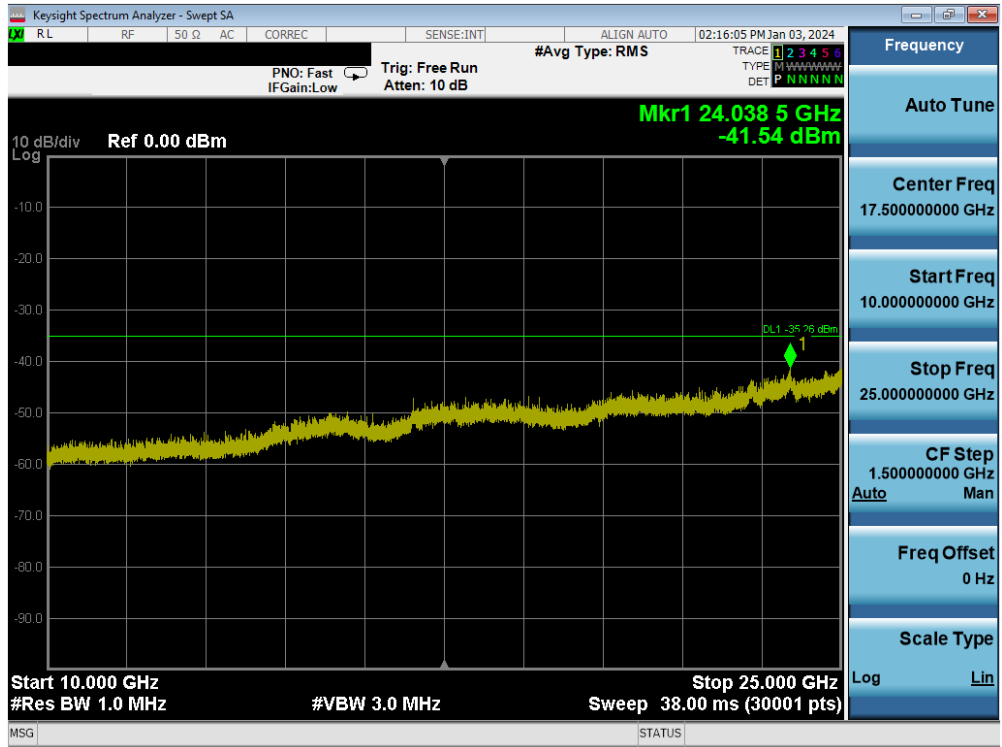 Keysight Spectrum Analyzer - Swept SA
LXI RL RF 50 Ω AC CORREC SENSE:INT ALIGN AUTO 02:16:05 PM Jan 03, 2024
PNO: Fast
IFGain:Low
Trig: Free Run
Atten: 10 dB
#Avg Type: RMS
TRACE 1 2 3 4 5 6
TYPE M WWWWW
DET P N N N N N
Mkr1 24.038 5 GHz
-41.54 dBm
10 dB/div
Log
Ref 0.00 dBm
-10.0
-20.0
-30.0
DL1 -35.26 dBm
1
-40.0
-50.0
-60.0
-70.0
-80.0
-90.0
Start 10.000 GHz
Stop 25.000 GHz
#Res BW 1.0 MHz
#VBW 3.0 MHz
Sweep 38.00 ms (30001 pts)
MSG
STATUS
Frequency
Auto Tune
Center Freq
17.500000000 GHz
Start Freq
10.000000000 GHz
Stop Freq
25.000000000 GHz
CF Step
1.500000000 GHz
Auto Man
Freq Offset
0 Hz
Scale Type
Log Lin